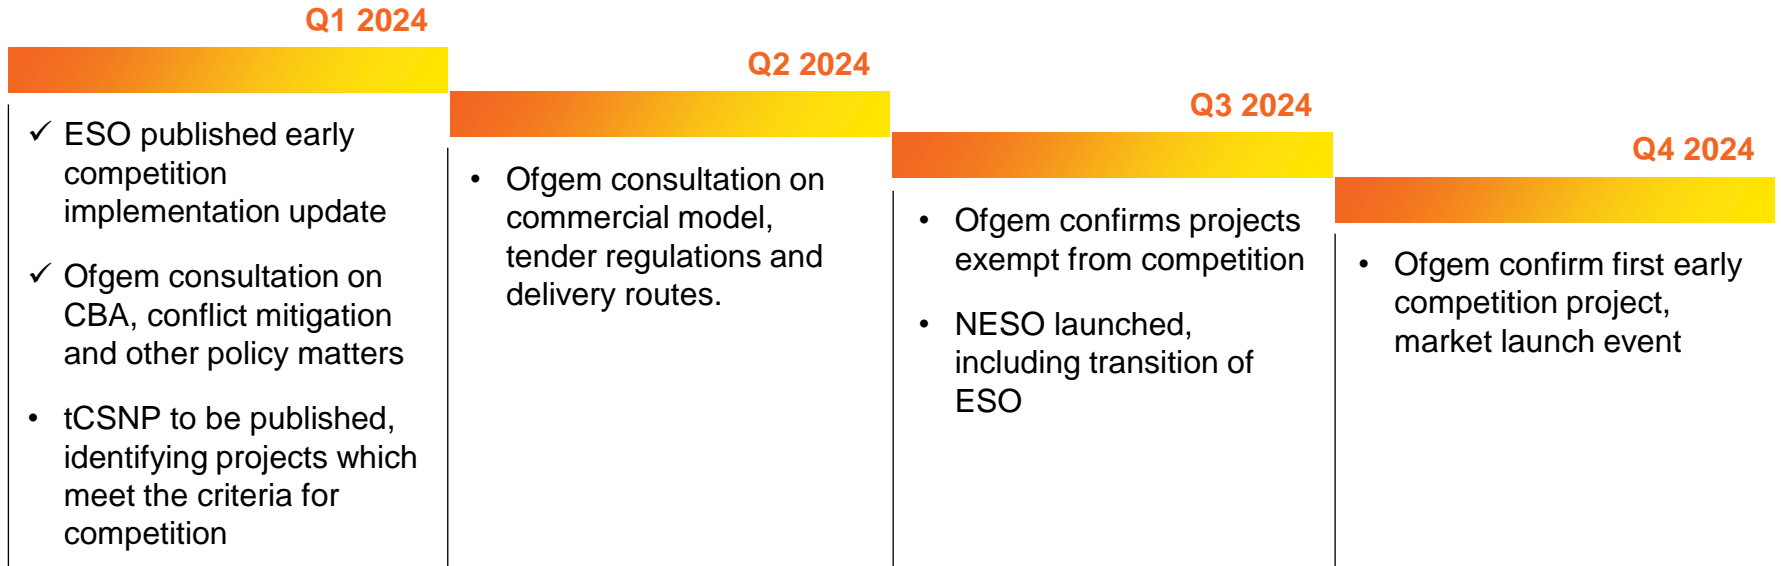 Q1 2024
✓ ESO published early
competition
implementation update
✓ Ofgem consultation on
CBA, conflict mitigation
and other policy matters
• tCSNP to be published,
identifying projects which
meet the criteria for
competition
Q2 2024
• Ofgem consultation on
commercial model,
tender regulations and
delivery routes.
Q3 2024
• Ofgem confirms projects
exempt from competition
• NESO launched,
including transition of
ESO
Q4 2024
• Ofgem confirm first early
competition project,
market launch event